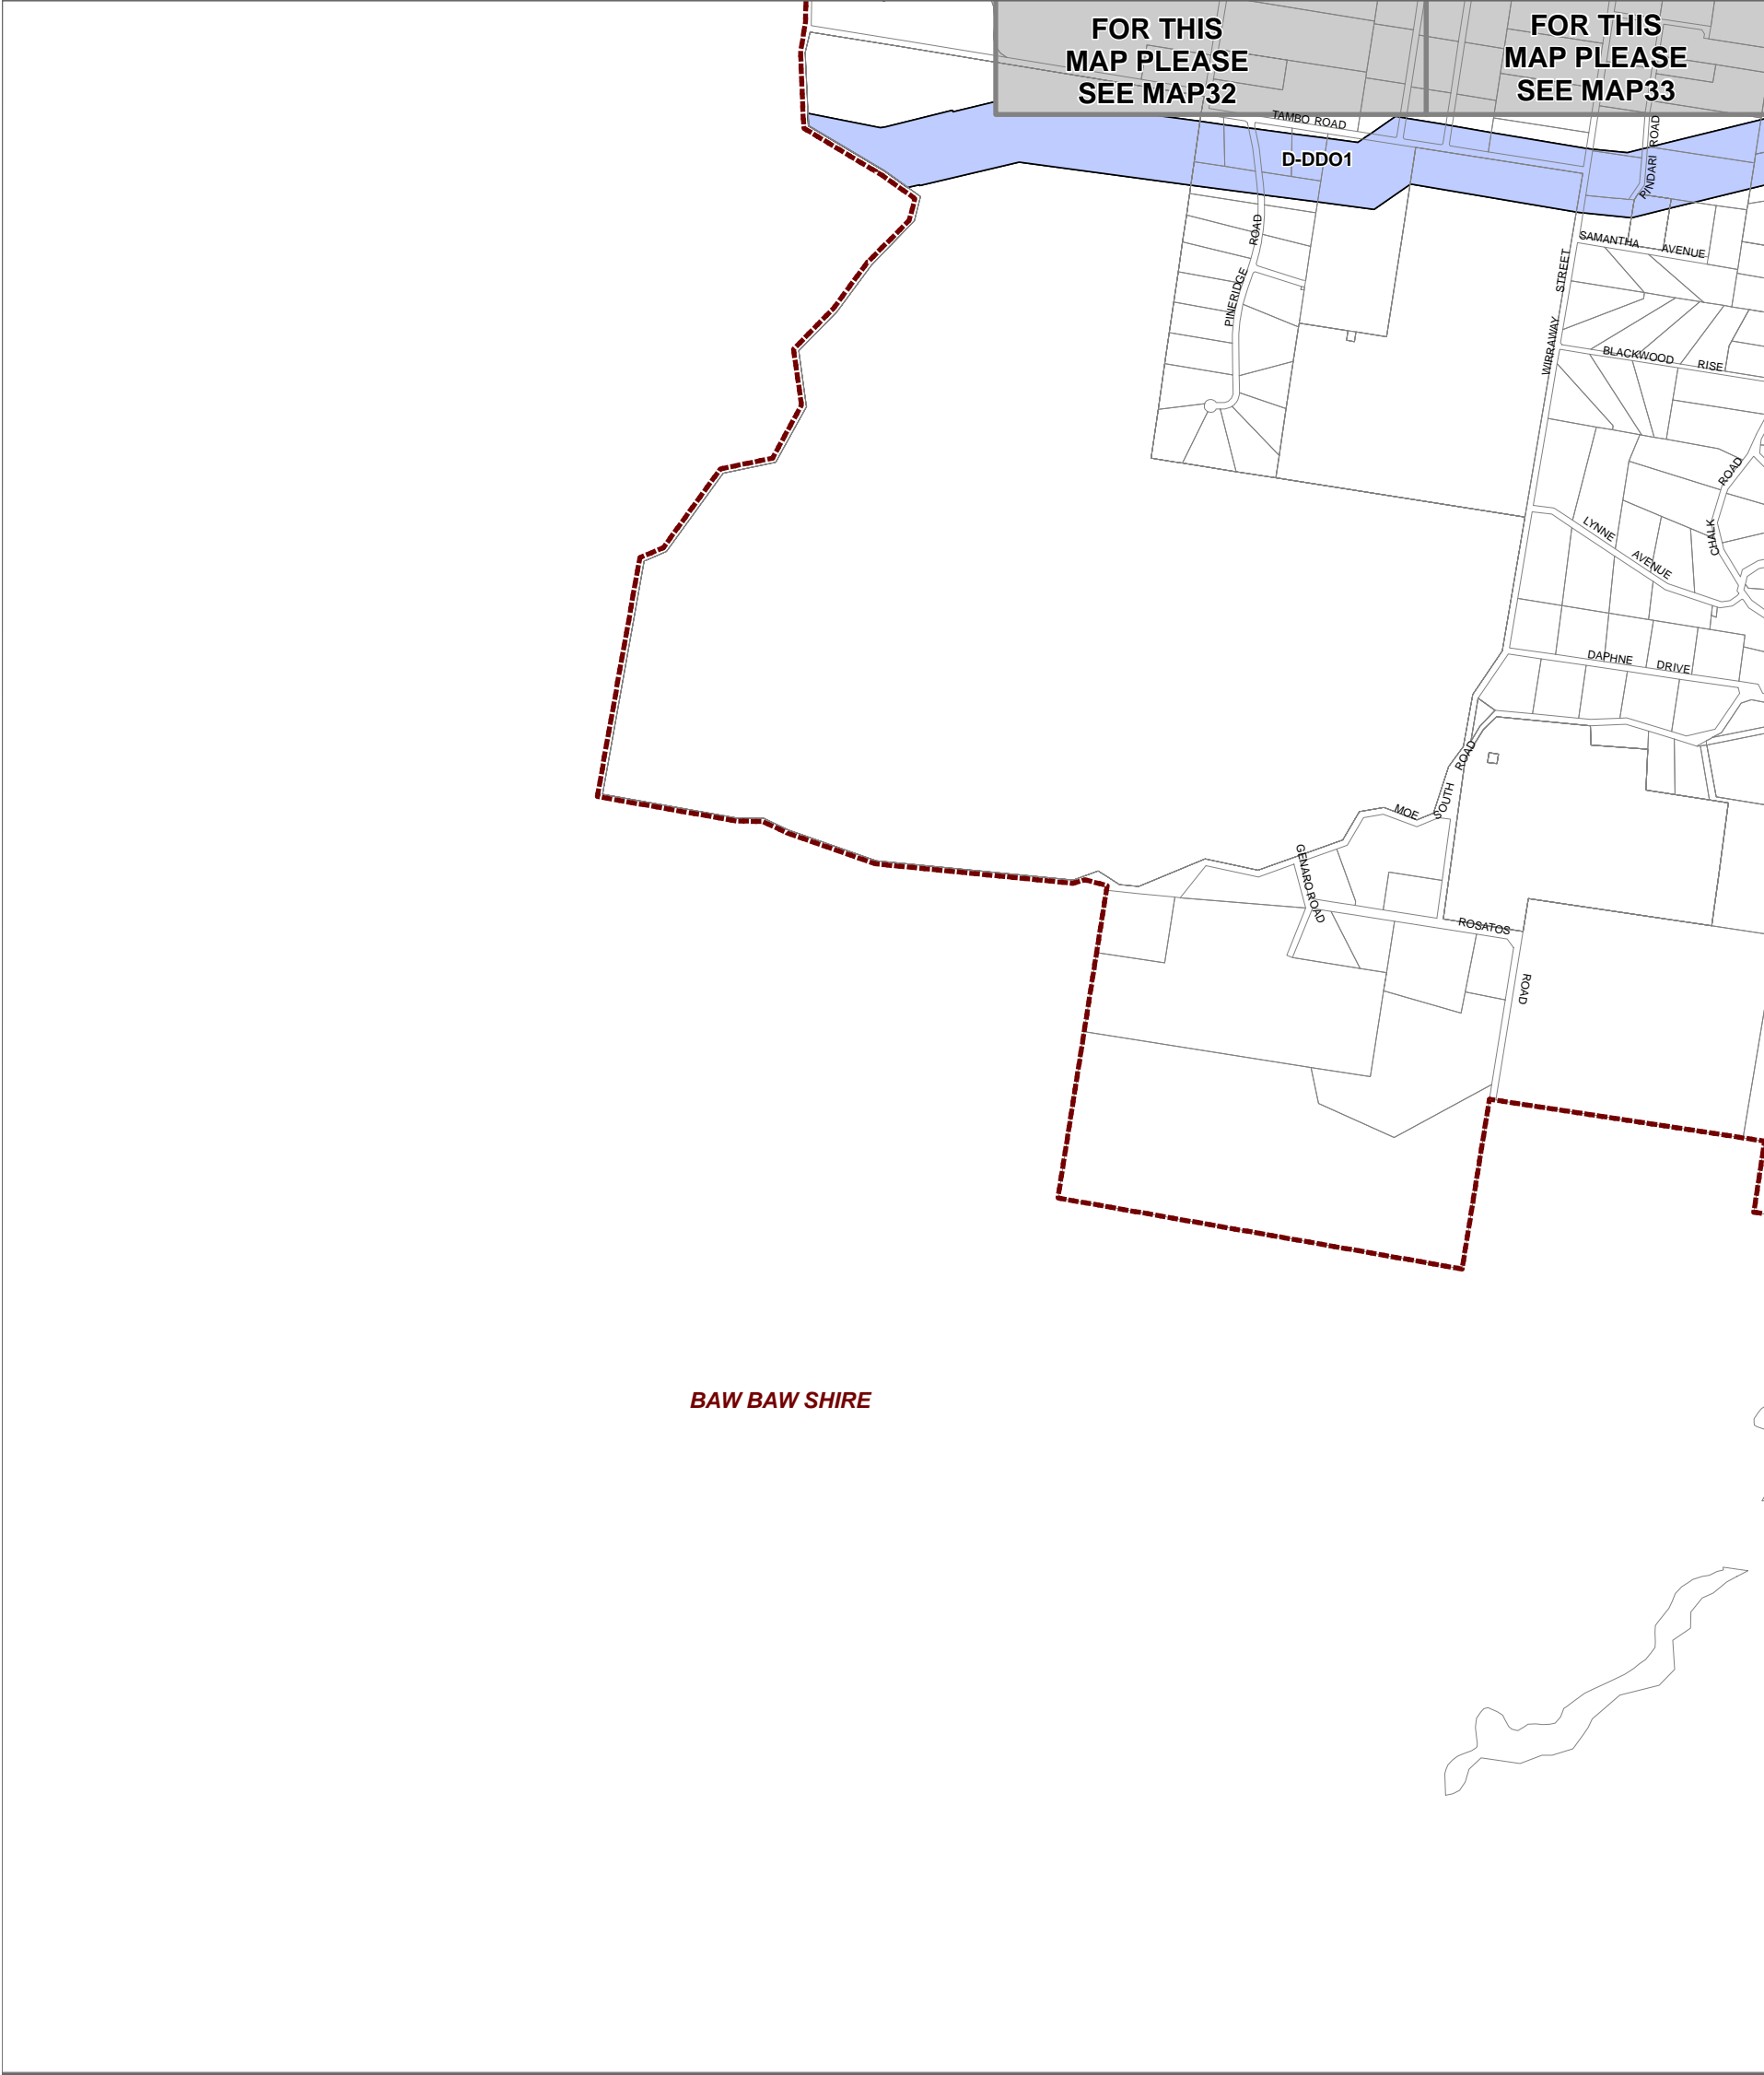 FOR THIS
MAP PLEASE
SEE MAP32
FOR THIS
MAP PLEASE
SEE MAP33
TAMBO ROAD
D-DDO1
PINDARI ROAD
PINERIDGE ROAD
SAMANTHA AVENUE
WIRRAWAY STREET
BLACKWOOD RISE
CHALK ROAD
LYNNE AVENUE
DAPHNE DRIVE
MOE SOUTH ROAD
GENARO ROAD
ROSATOS ROAD
BAW BAW SHIRE